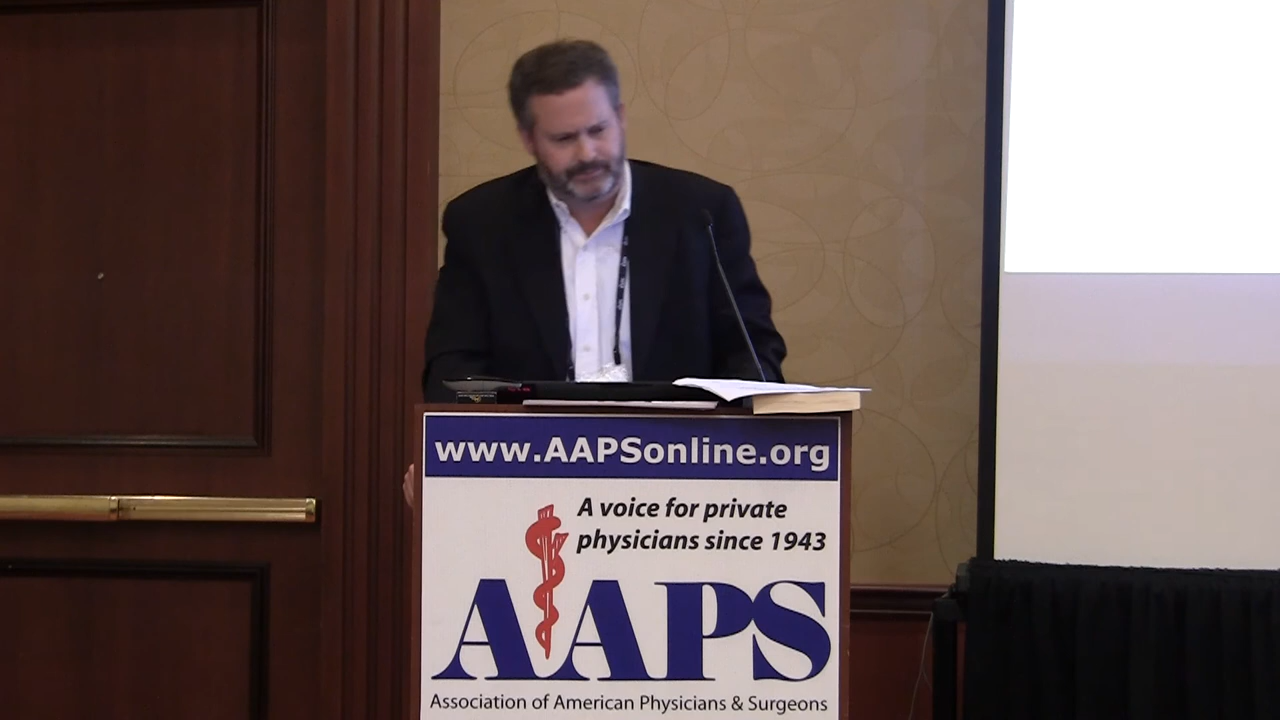 www.AAPSonline.org
A voice for private
physicians since 1943
AAPS
Association of American Physicians & Surgeons